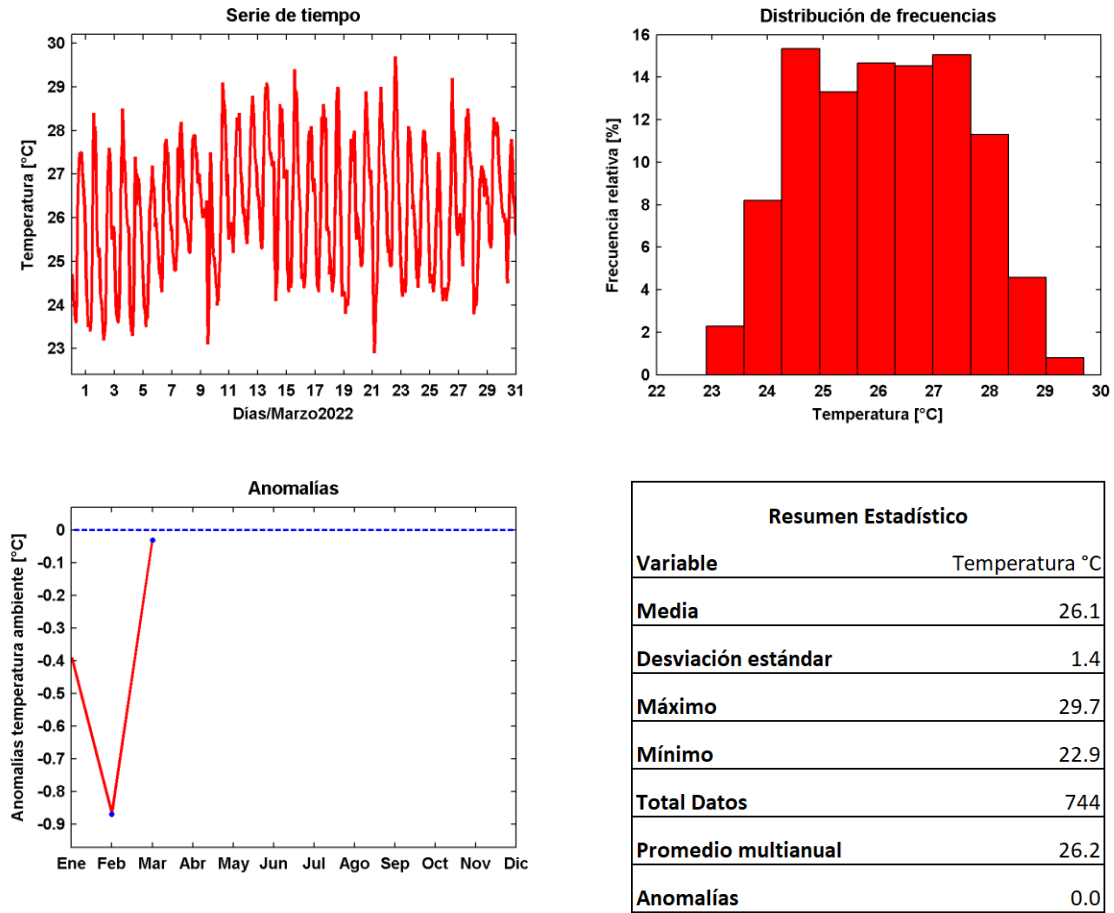 Serie de tiempo
Temperatura [°C]
30
29
28
27
26
25
24
23
1 3 5 7 9 11 13 15 17 19 21 23 25 27 29 31
Días/Marzo2022
Distribución de frecuencias
Frecuencia relativa [%]
16
14
12
10
8
6
4
2
0
22 23 24 25 26 27 28 29 30
Temperatura [°C]
Anomalías
Anomalías temperatura ambiente [°C]
0
-0.1
-0.2
-0.3
-0.4
-0.5
-0.6
-0.7
-0.8
-0.9
Ene Feb Mar Abr May Jun Jul Ago Sep Oct Nov Dic
Resumen Estadístico
Variable Temperatura °C
Media 26.1
Desviación estándar 1.4
Máximo 29.7
Mínimo 22.9
Total Datos 744
Promedio multianual 26.2
Anomalías 0.0